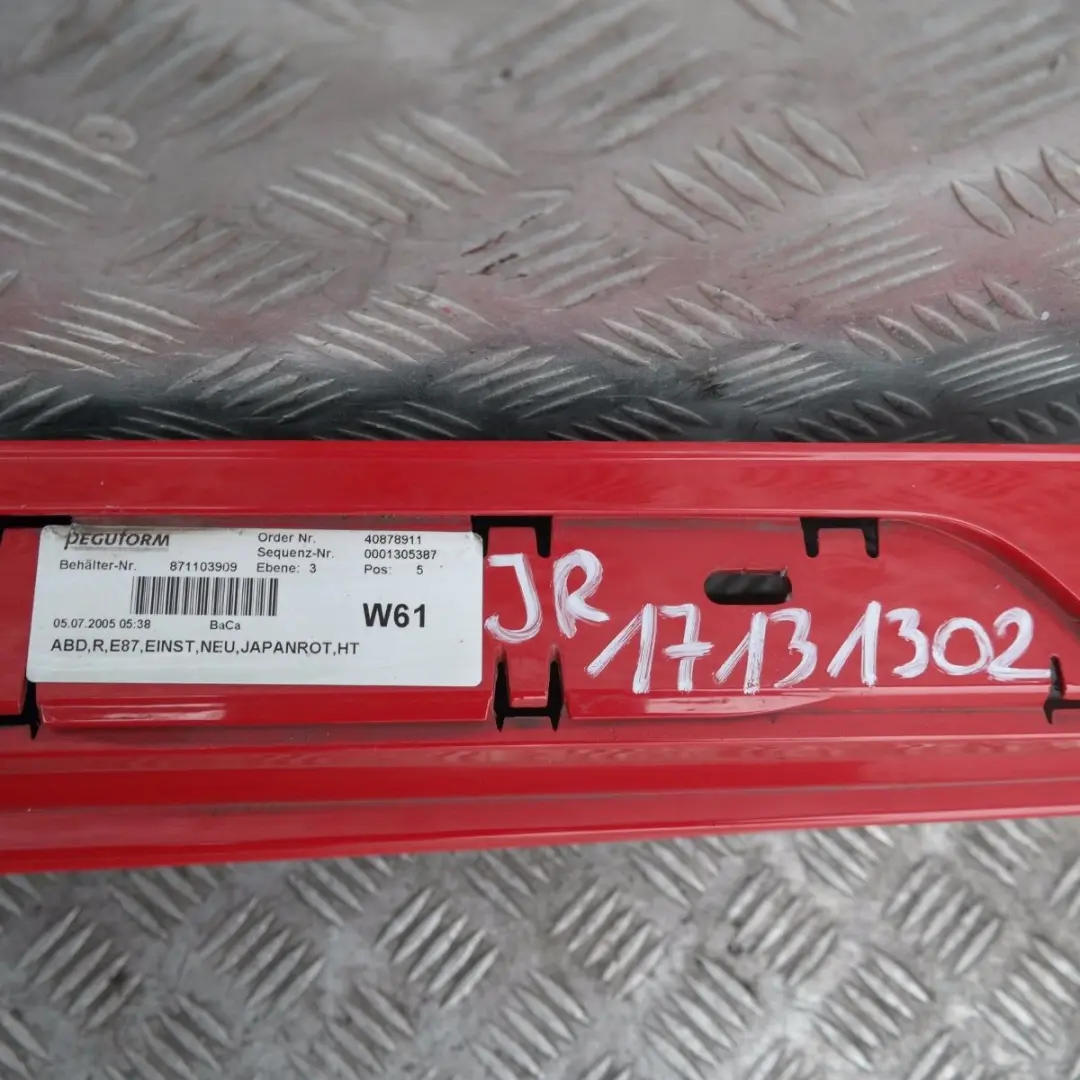 peguform
Order Nr. 40878911
Sequenz-Nr. 0001305387
Behälter-Nr. 871103909 Ebene: 3 Pos: 5
W61
05.07.2005 05:38 BaCa
ABD,R,E87,EINST,NEU,JAPANROT,HT
JR
17131302